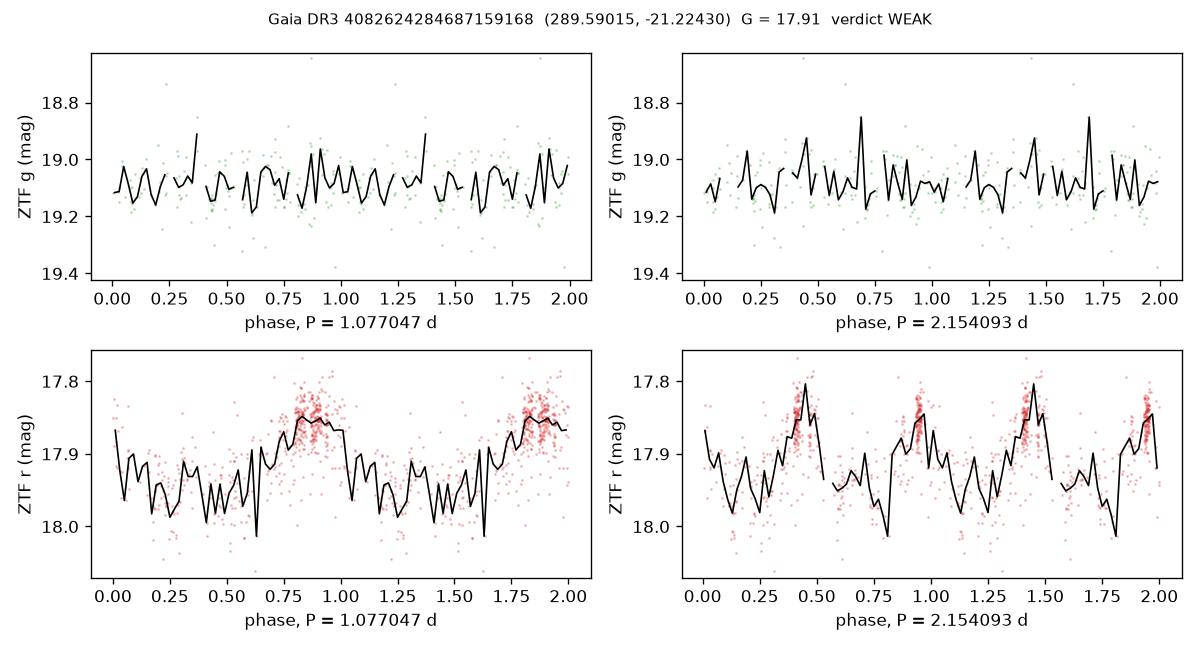 Gaia DR3 4082624284687159168  (289.59015, -21.22430)  G = 17.91  verdict WEAK
ZTF g (mag)
18.8
19.0
19.2
19.4
0.00 0.25 0.50 0.75 1.00 1.25 1.50 1.75 2.00
phase, P = 1.077047 d
ZTF g (mag)
18.8
19.0
19.2
19.4
0.00 0.25 0.50 0.75 1.00 1.25 1.50 1.75 2.00
phase, P = 2.154093 d
ZTF r (mag)
17.8
17.9
18.0
0.00 0.25 0.50 0.75 1.00 1.25 1.50 1.75 2.00
phase, P = 1.077047 d
ZTF r (mag)
17.8
17.9
18.0
0.00 0.25 0.50 0.75 1.00 1.25 1.50 1.75 2.00
phase, P = 2.154093 d